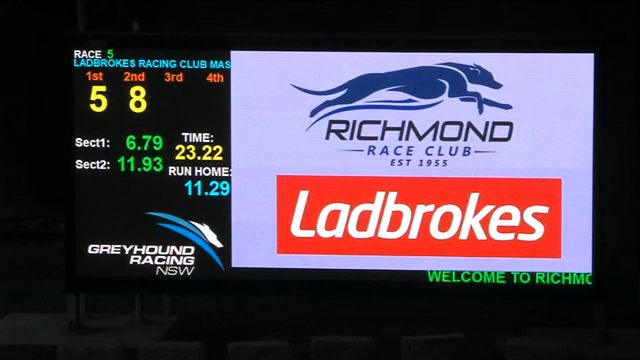 RACE 5
LADBROKES RACING CLUB MAS
1st 2nd 3rd 4th
5 8
Sect1: 6.79
Sect2: 11.93
TIME:
23.22
RUN HOME:
11.29
GREYHOUND
RACING
NSW
RICHMOND
RACE CLUB
EST 1955
Ladbrokes
WELCOME TO RICHMO